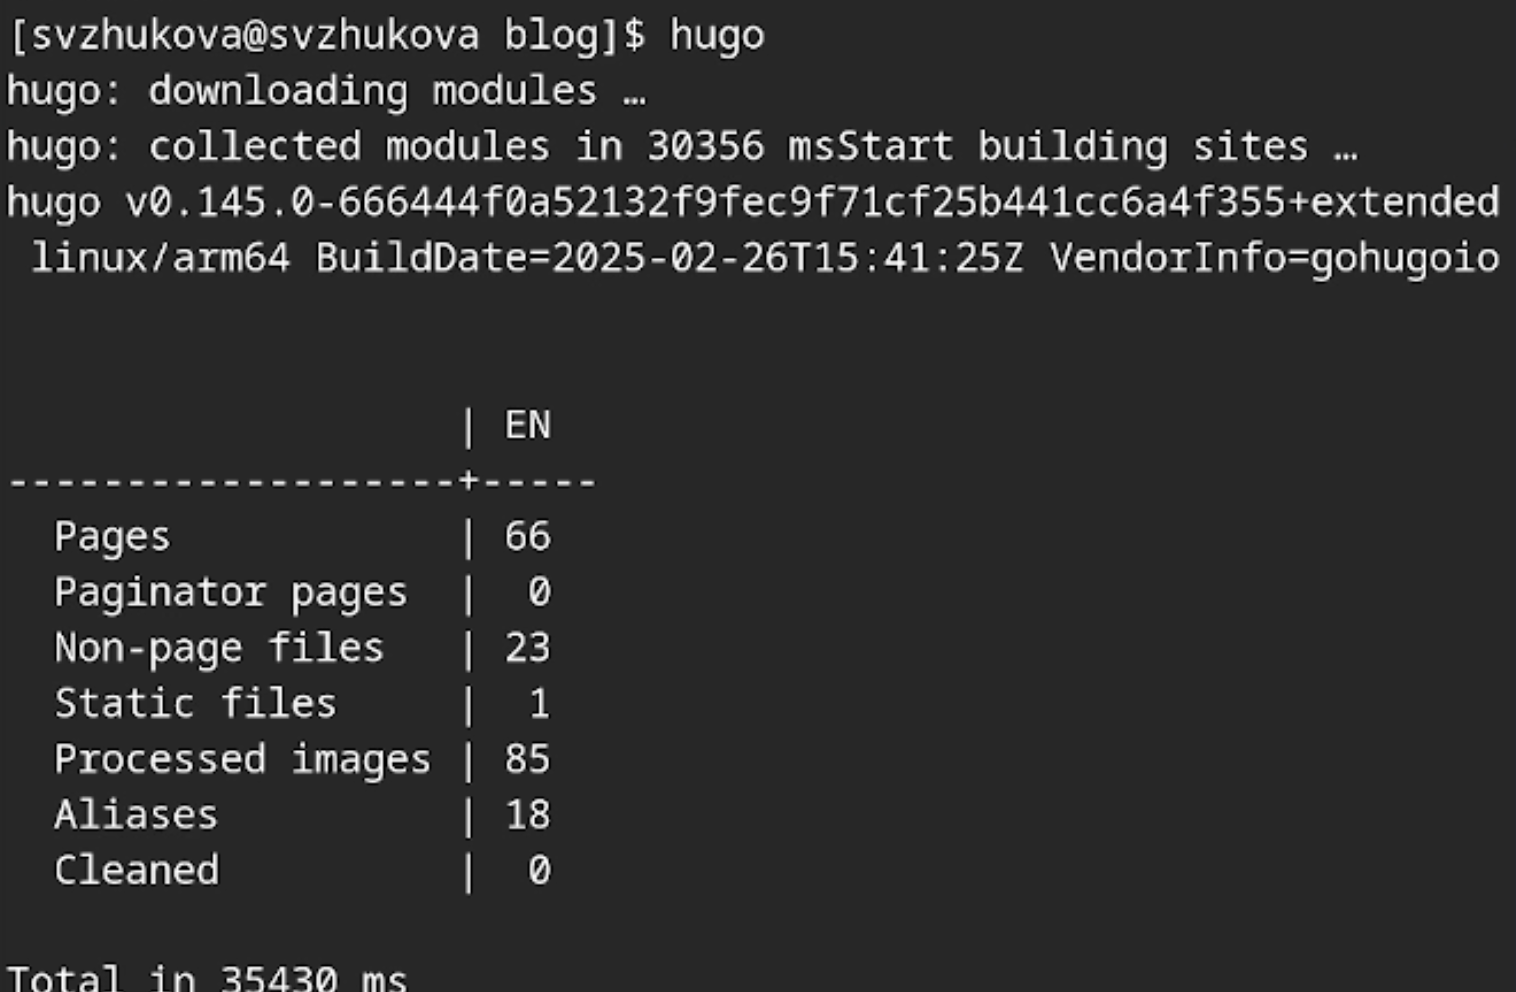 [svzhukova@svzhukova blog]$ hugo
hugo: downloading modules …
hugo: collected modules in 30356 msStart building sites …
hugo v0.145.0-666444f0a52132f9fec9f71cf25b441cc6a4f355+extended
 linux/arm64 BuildDate=2025-02-26T15:41:25Z VendorInfo=gohugoio
                   | EN
-------------------+-----
  Pages            | 66
  Paginator pages  |  0
  Non-page files   | 23
  Static files     |  1
  Processed images | 85
  Aliases          | 18
  Cleaned          |  0
Total in 35430 ms